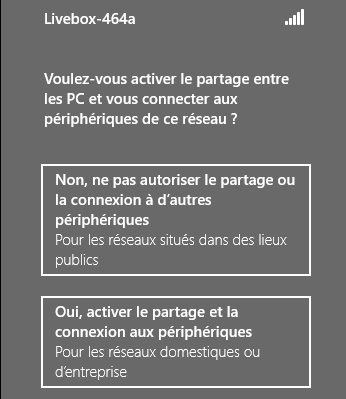 Livebox-464a
Voulez-vous activer le partage entre
les PC et vous connecter aux
périphériques de ce réseau ?
Non, ne pas autoriser le partage ou
la connexion à d'autres
périphériques
Pour les réseaux situés dans des lieux
publics
Oui, activer le partage et la
connexion aux périphériques
Pour les réseaux domestiques ou
d'entreprise